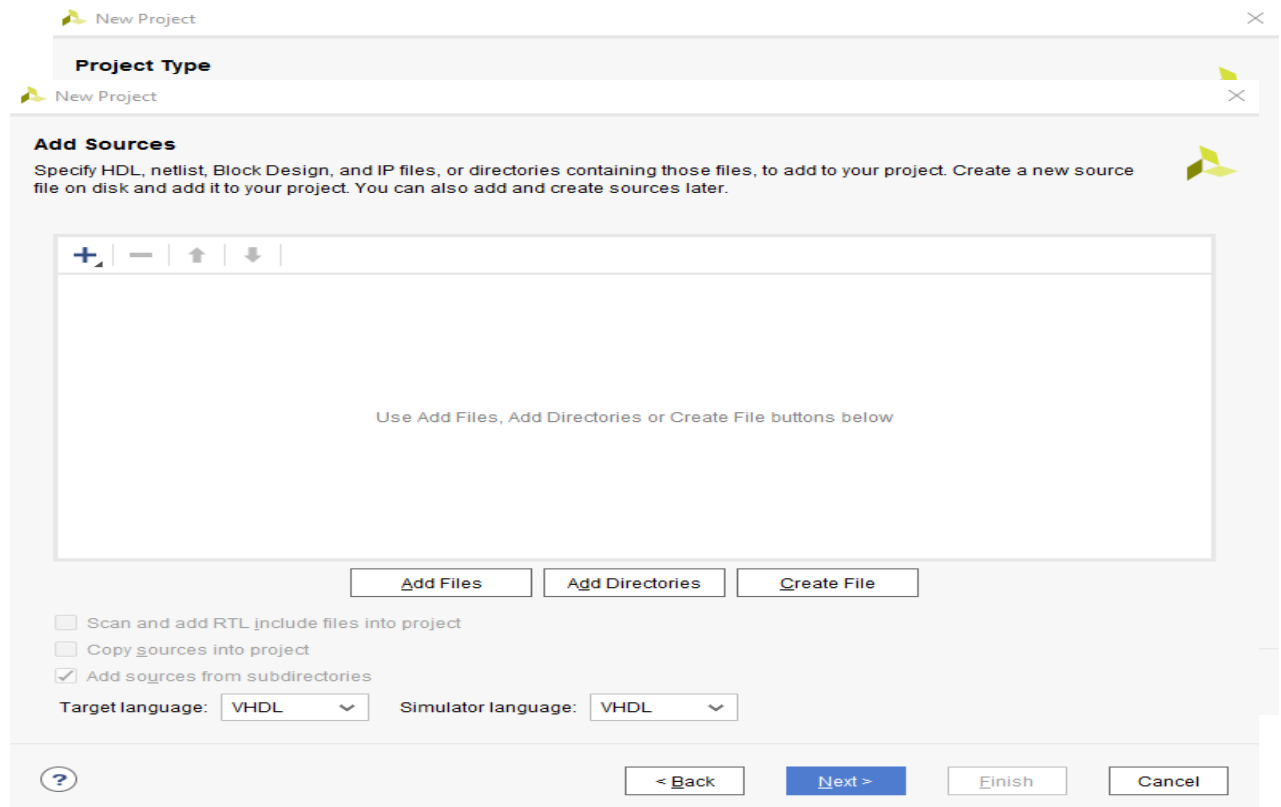 New Project
Project Type
New Project
Add Sources
Specify HDL, netlist, Block Design, and IP files, or directories containing those files, to add to your project. Create a new source
file on disk and add it to your project. You can also add and create sources later.
Use Add Files, Add Directories or Create File buttons below
Add Files Add Directories Create File
Scan and add RTL include files into project
Copy sources into project
Add sources from subdirectories
Target language: VHDL Simulator language: VHDL
? < Back Next > Finish Cancel